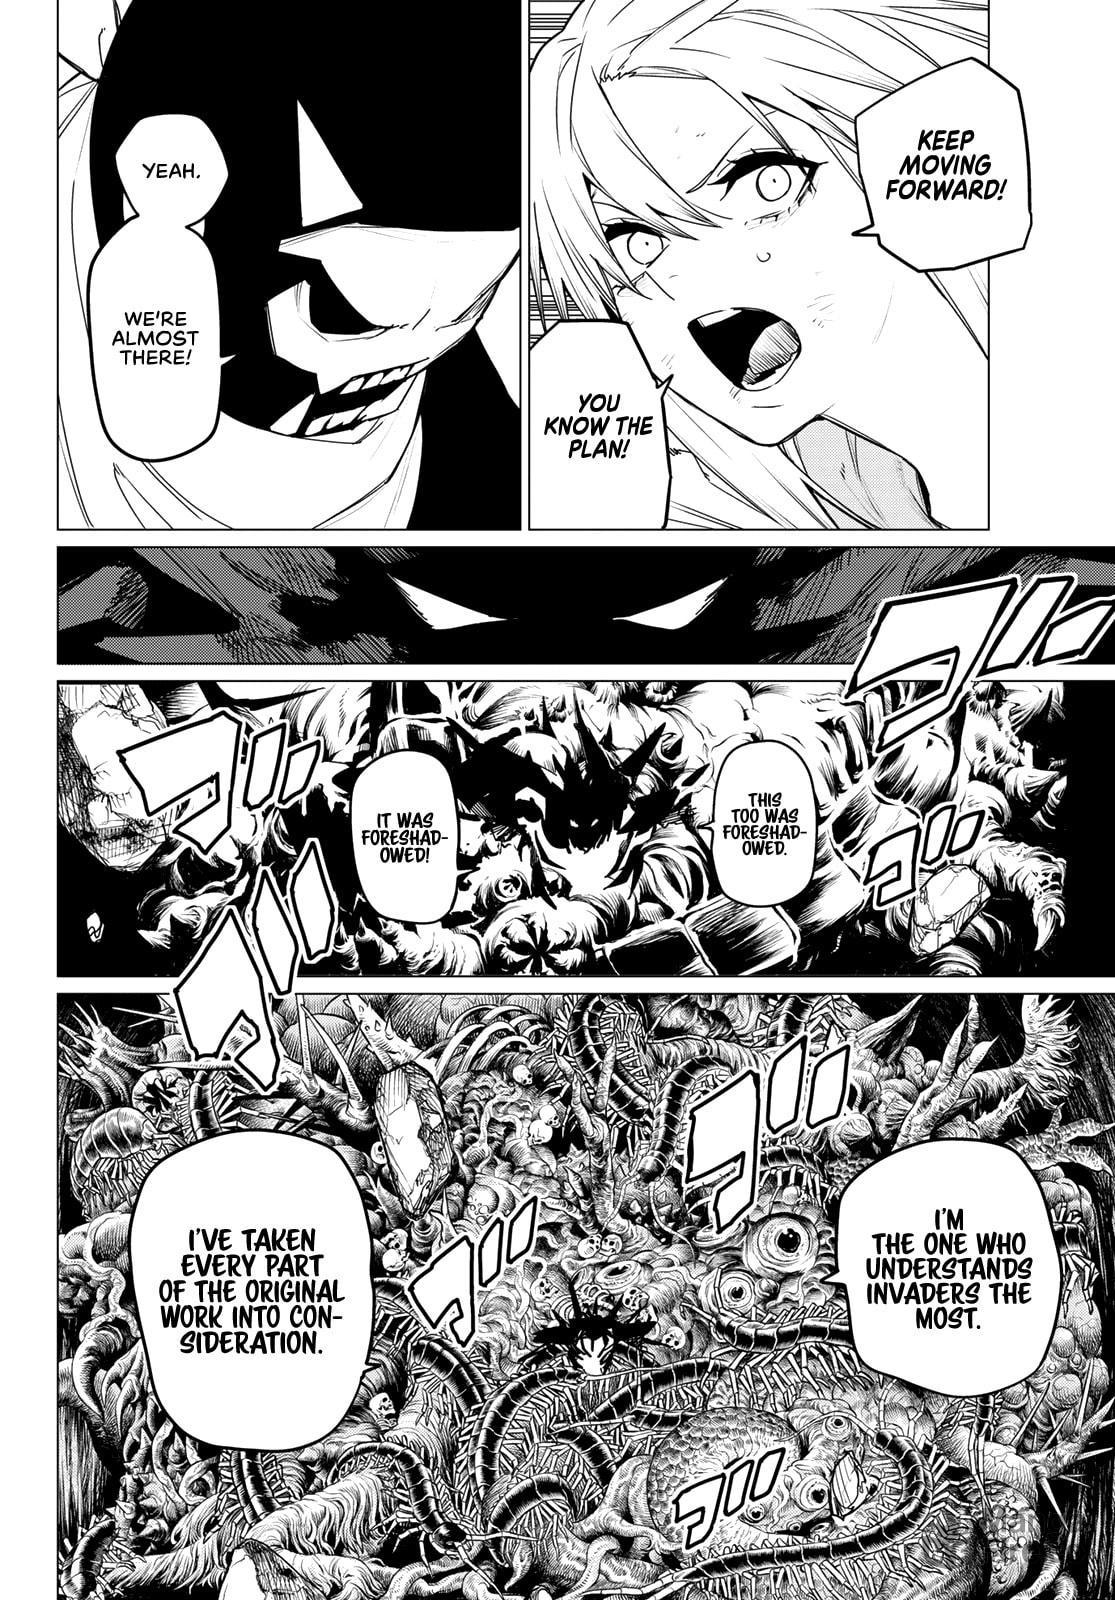 KEEP
MOVING
FORWARD!
YOU
KNOW THE
PLAN!
YEAH.
WE'RE
ALMOST
THERE!
THIS
TOO WAS
FORESHAD-
OWED.
IT WAS
FORESHAD-
OWED!
I'M
THE ONE WHO
UNDERSTANDS
INVADERS THE
MOST.
I'VE TAKEN
EVERY PART
OF THE ORIGINAL
WORK INTO CON-
SIDERATION.